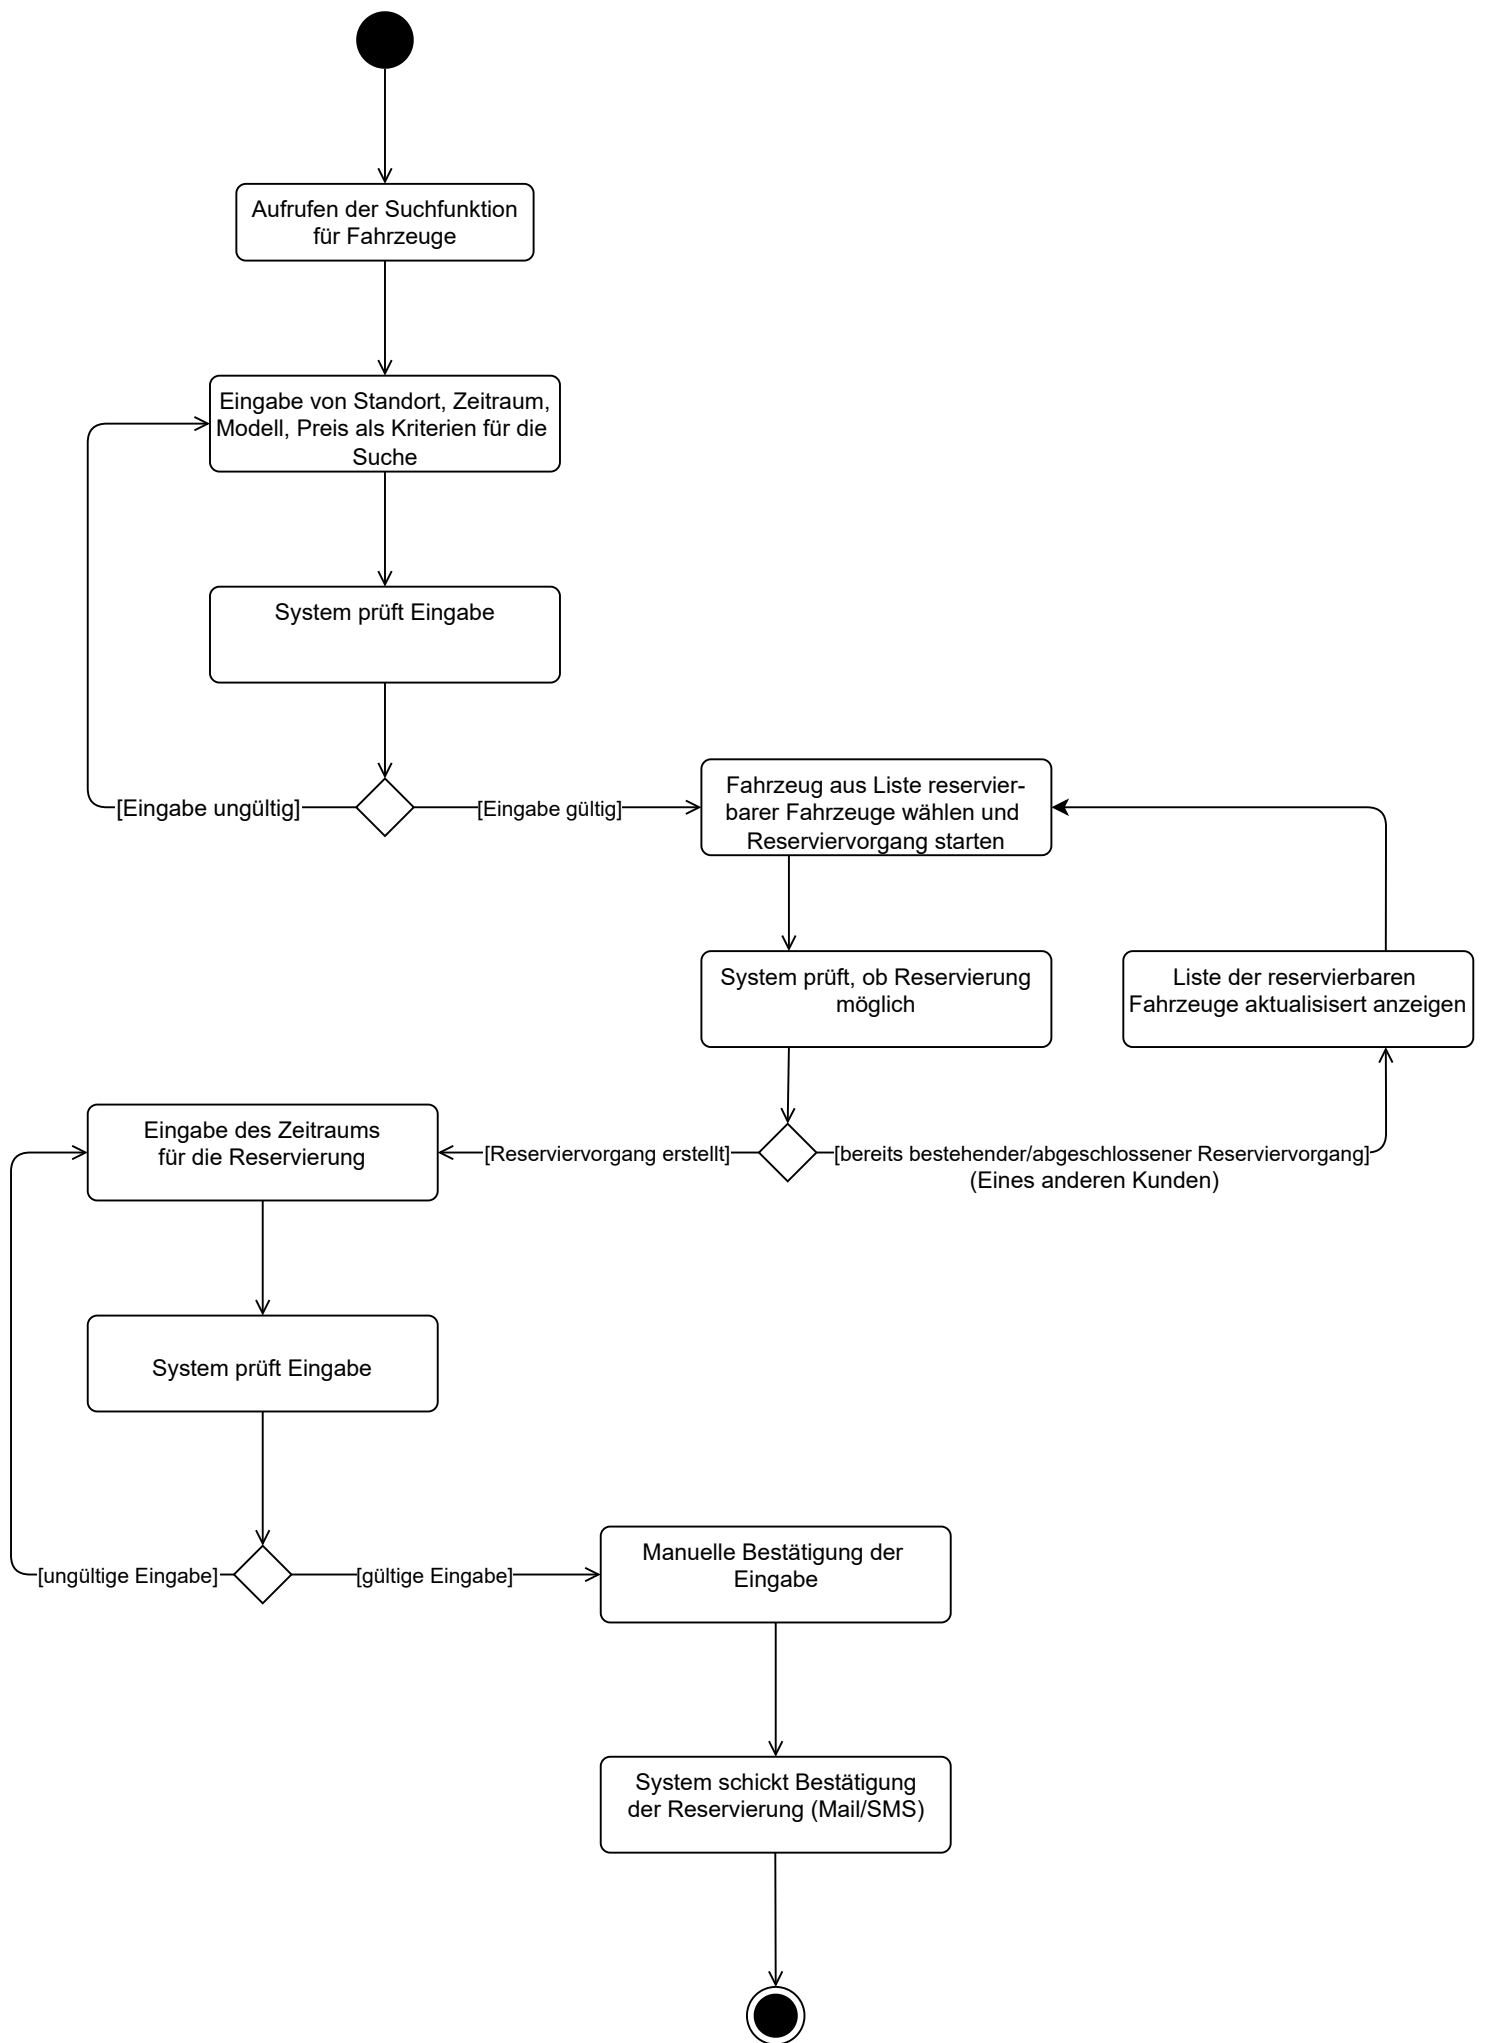 Aufrufen der Suchfunktion
für Fahrzeuge
Eingabe von Standort, Zeitraum,
Modell, Preis als Kriterien für die
Suche
System prüft Eingabe
[Eingabe ungültig]
[Eingabe gültig]
Fahrzeug aus Liste reservier-
barer Fahrzeuge wählen und
Reserviervorgang starten
System prüft, ob Reservierung
möglich
Liste der reservierbaren
Fahrzeuge aktualisisert anzeigen
[Reserviervorgang erstellt]
[bereits bestehender/abgeschlossener Reserviervorgang]
(Eines anderen Kunden)
Eingabe des Zeitraums
für die Reservierung
System prüft Eingabe
[ungültige Eingabe]
[gültige Eingabe]
Manuelle Bestätigung der
Eingabe
System schickt Bestätigung
der Reservierung (Mail/SMS)